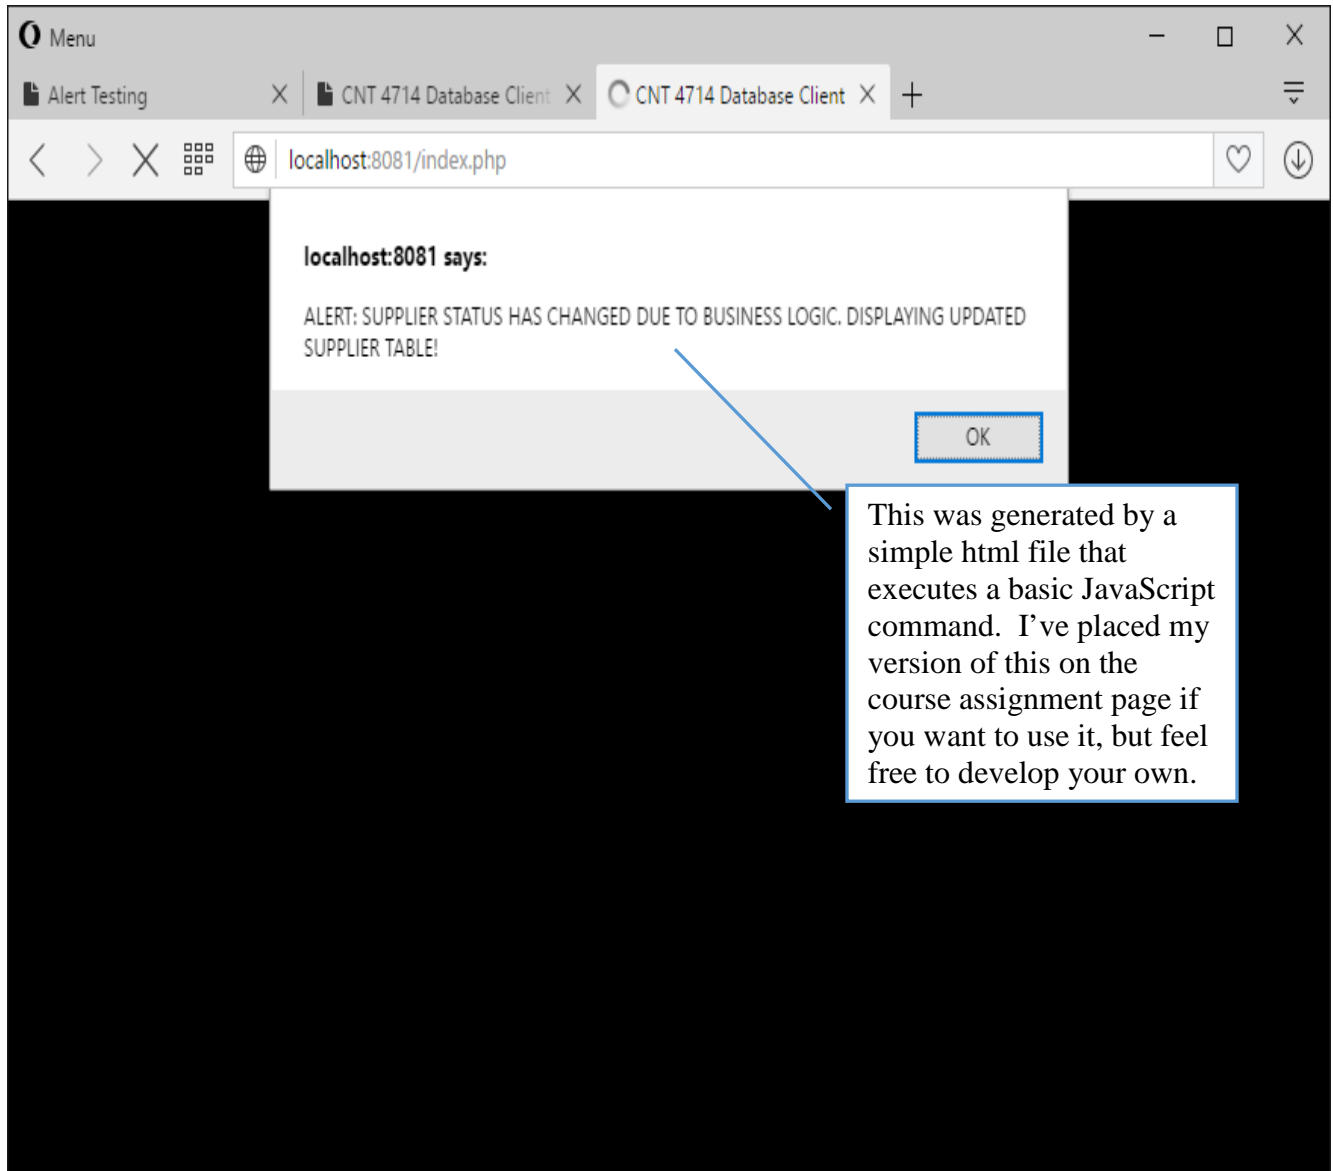 Menu
Alert Testing
CNT 4714 Database Client
CNT 4714 Database Client
localhost:8081/index.php
localhost:8081 says:
ALERT: SUPPLIER STATUS HAS CHANGED DUE TO BUSINESS LOGIC. DISPLAYING UPDATED
SUPPLIER TABLE!
OK
This was generated by a
simple html file that
executes a basic JavaScript
command.  I’ve placed my
version of this on the
course assignment page if
you want to use it, but feel
free to develop your own.